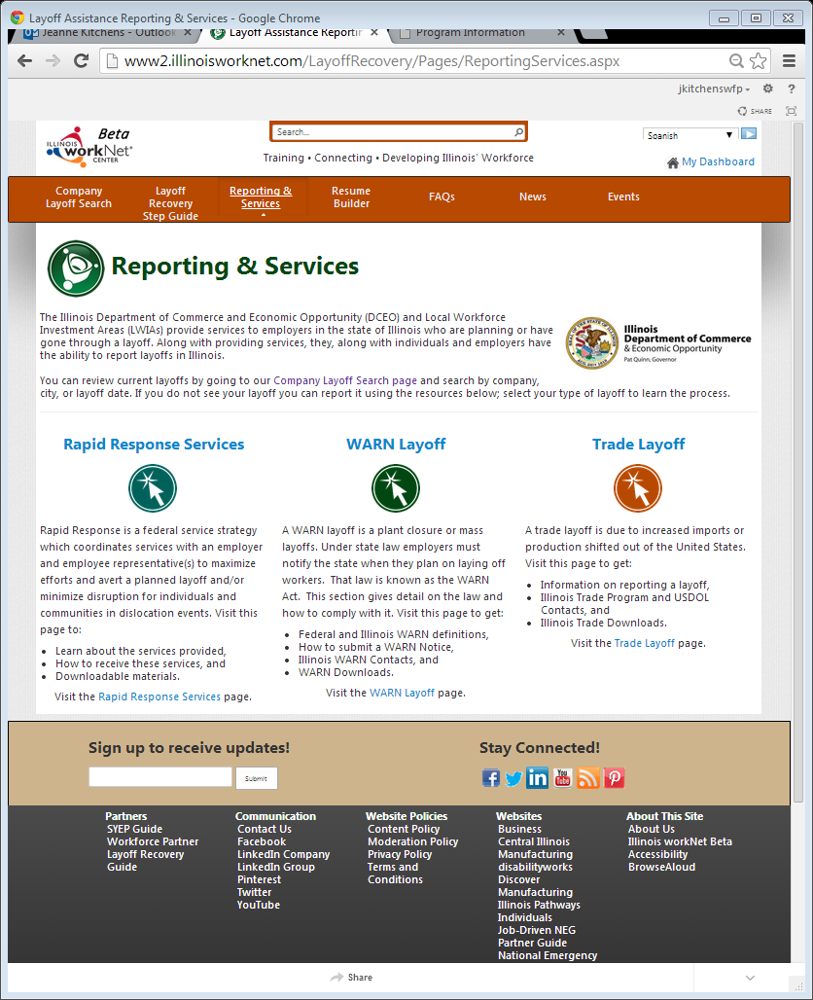 Layoff Assistance Reporting & Services - Google Chrome
Jeanne Kitchens - Outlook
Layoff Assistance Reportin
Program Information
www2.illinoisworknet.com/LayoffRecovery/Pages/ReportingServices.aspx
jkitchenswfp
?
SHARE
Beta
ILLINOIS
workNet
CENTER
Search...
Training • Connecting • Developing Illinois' Workforce
Spanish
My Dashboard
Company
Layoff Search
Layoff
Recovery
Step Guide
Reporting &
Services
Resume
Builder
FAQs
News
Events
Reporting & Services
The Illinois Department of Commerce and Economic Opportunity (DCEO) and Local Workforce
Investment Areas (LWIAs) provide services to employers in the state of Illinois who are planning or have
gone through a layoff. Along with providing services, they, along with individuals and employers have
the ability to report layoffs in Illinois.
Illinois
Department of Commerce
& Economic Opportunity
Pat Quinn, Governor
You can review current layoffs by going to our Company Layoff Search page and search by company,
city, or layoff date. If you do not see your layoff you can report it using the resources below; select your type of layoff to learn the process.
Rapid Response Services
Rapid Response is a federal service strategy
which coordinates services with an employer
and employee representative(s) to maximize
efforts and avert a planned layoff and/or
minimize disruption for individuals and
communities in dislocation events. Visit this
page to:
• Learn about the services provided,
• How to receive these services, and
• Downloadable materials.
Visit the Rapid Response Services page.
WARN Layoff
A WARN layoff is a plant closure or mass
layoffs. Under state law employers must
notify the state when they plan on laying off
workers. That law is known as the WARN
Act. This section gives detail on the law and
how to comply with it. Visit this page to get:
• Federal and Illinois WARN definitions,
• How to submit a WARN Notice,
• Illinois WARN Contacts, and
• WARN Downloads.
Visit the WARN Layoff page.
Trade Layoff
A trade layoff is due to increased imports or
production shifted out of the United States.
Visit this page to get:
• Information on reporting a layoff,
• Illinois Trade Program and USDOL
Contacts, and
• Illinois Trade Downloads.
Visit the Trade Layoff page.
Sign up to receive updates!
Submit
Stay Connected!
You
Tube
Partners
SYEP Guide
Workforce Partner
Layoff Recovery
Guide
Communication
Contact Us
Facebook
LinkedIn Company
LinkedIn Group
Pinterest
Twitter
YouTube
Website Policies
Content Policy
Moderation Policy
Privacy Policy
Terms and
Conditions
Websites
Business
Central Illinois
Manufacturing
disabilityworks
Discover
Manufacturing
Illinois Pathways
Individuals
Job-Driven NEG
Partner Guide
National Emergency
About This Site
About Us
Illinois workNet Beta
Accessibility
BrowseAloud
Share